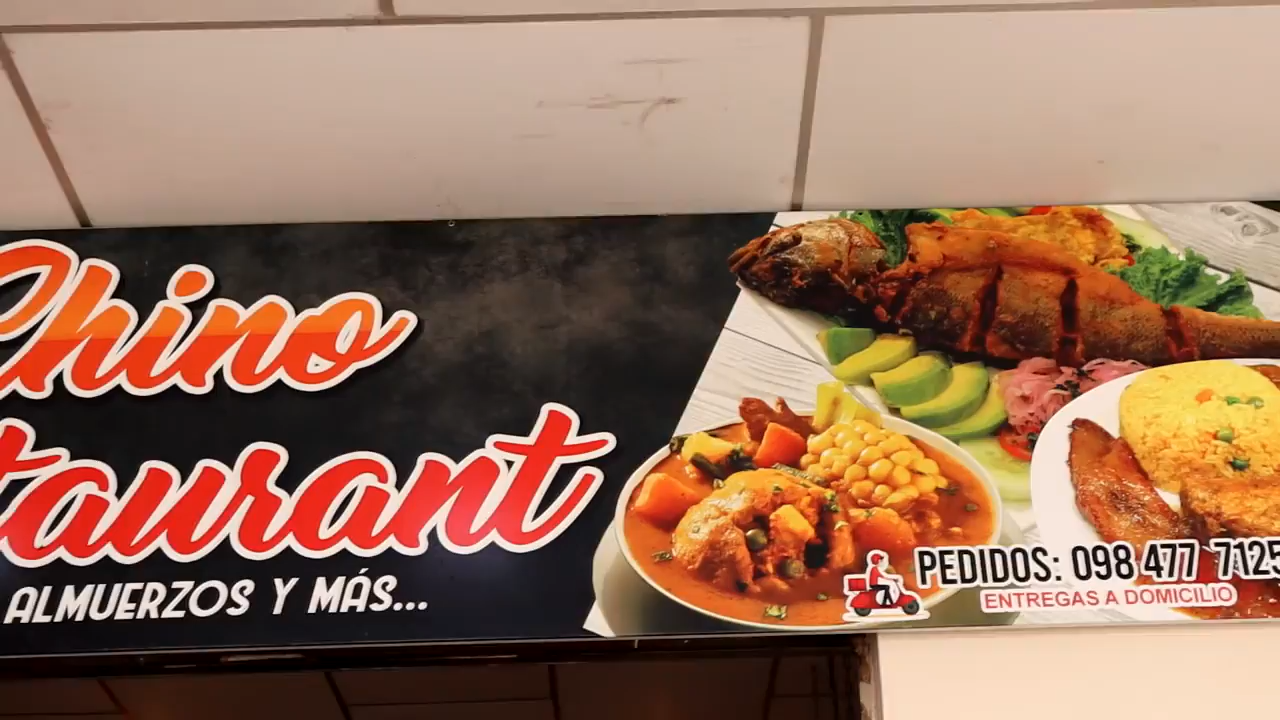 Chino
taurant
ALMUERZOS Y MÁS...
PEDIDOS: 098 477 7125
ENTREGAS A DOMICILIO